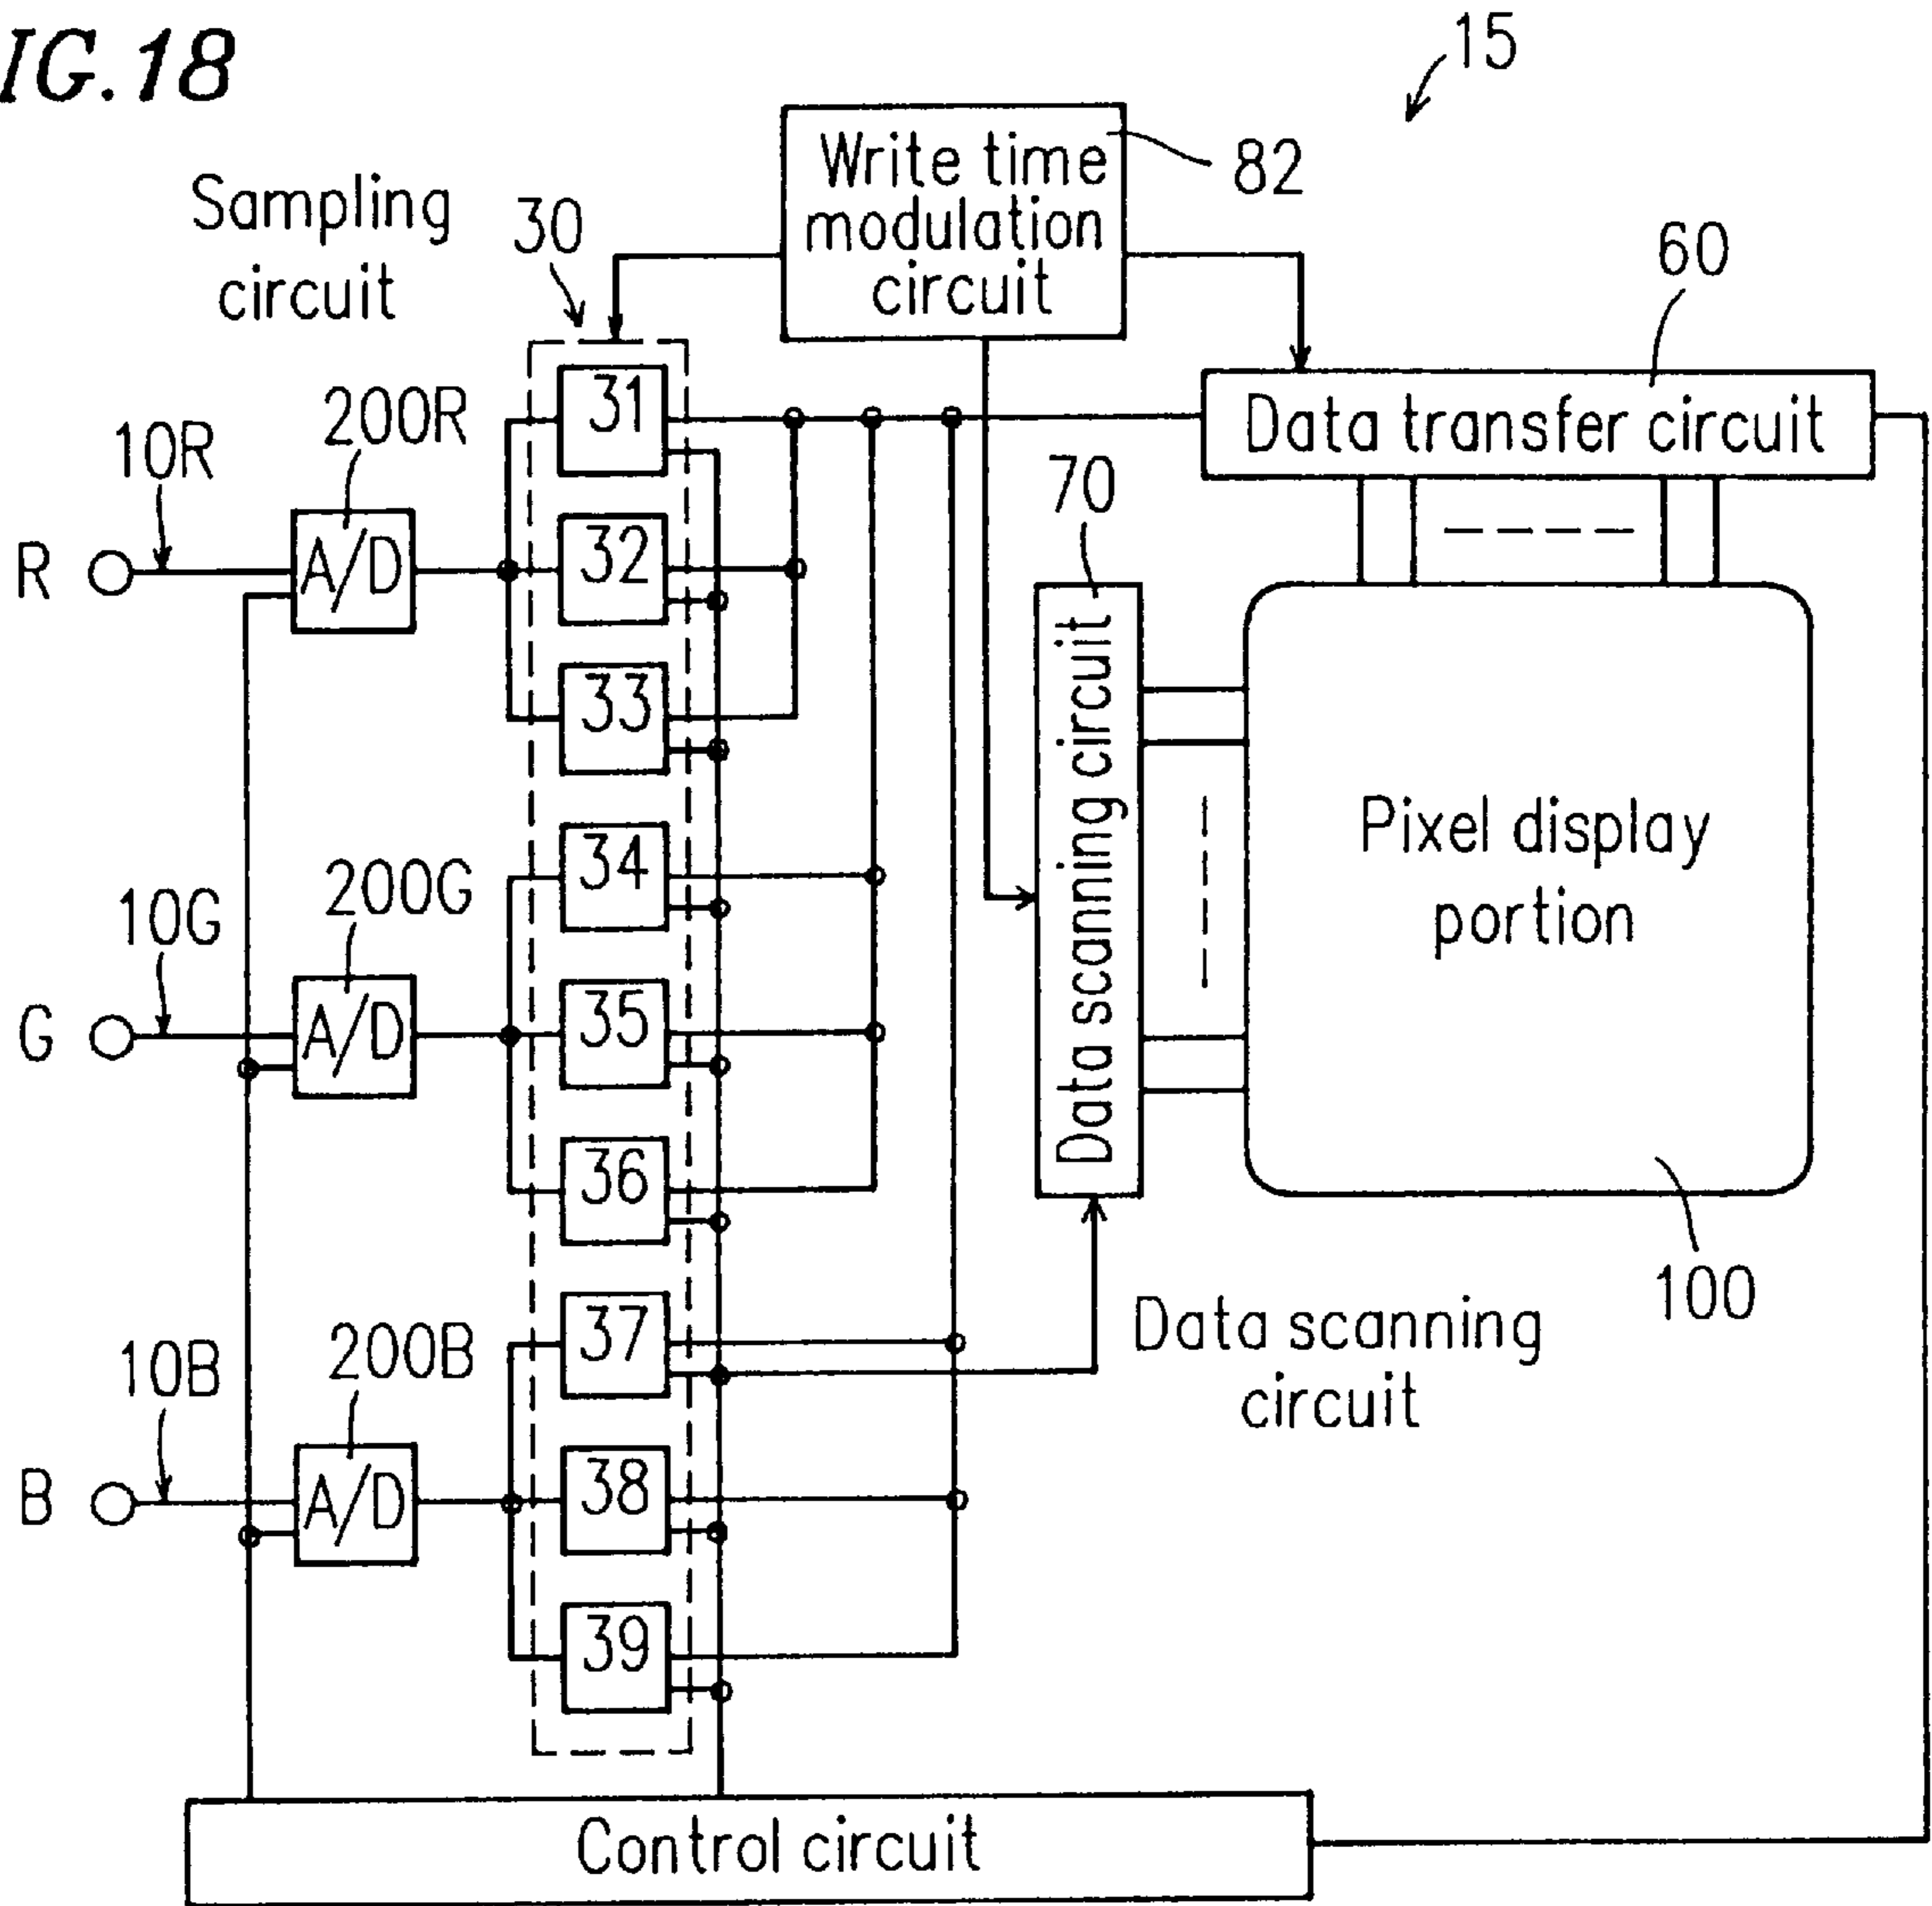 IG.18
15
Write time
modulation
circuit
82
Sampling
circuit
30
60
31
Data transfer circuit
200R
10R
70
R
A/D
32
33
Data scanning circuit
Pixel display
portion
34
200G
10G
G
A/D
35
36
100
37
Data scanning
circuit
200B
10B
B
A/D
38
39
Control circuit